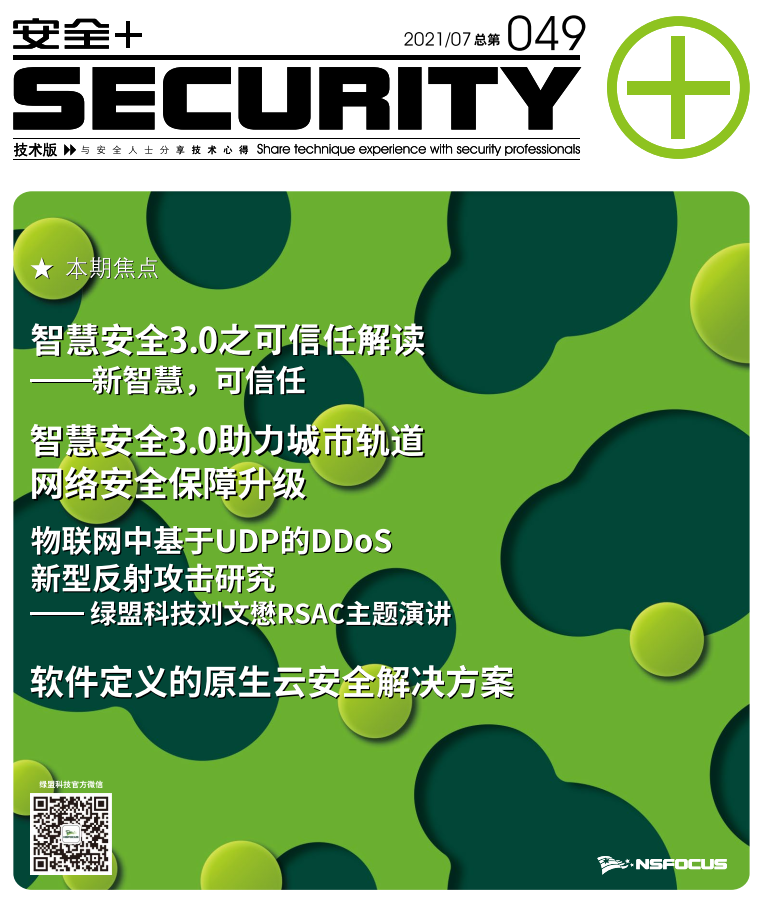 安全+
2021/07 总第 049
SECURITY
技术版 与安全人士分享技术心得 Share technique experience with security professionals
★ 本期焦点
智慧安全3.0之可信任解读
——新智慧，可信任
智慧安全3.0助力城市轨道
网络安全保障升级
物联网中基于UDP的DDoS
新型反射攻击研究
—— 绿盟科技刘文懋RSAC主题演讲
软件定义的原生云安全解决方案
绿盟科技官方微信
NSFOCUS